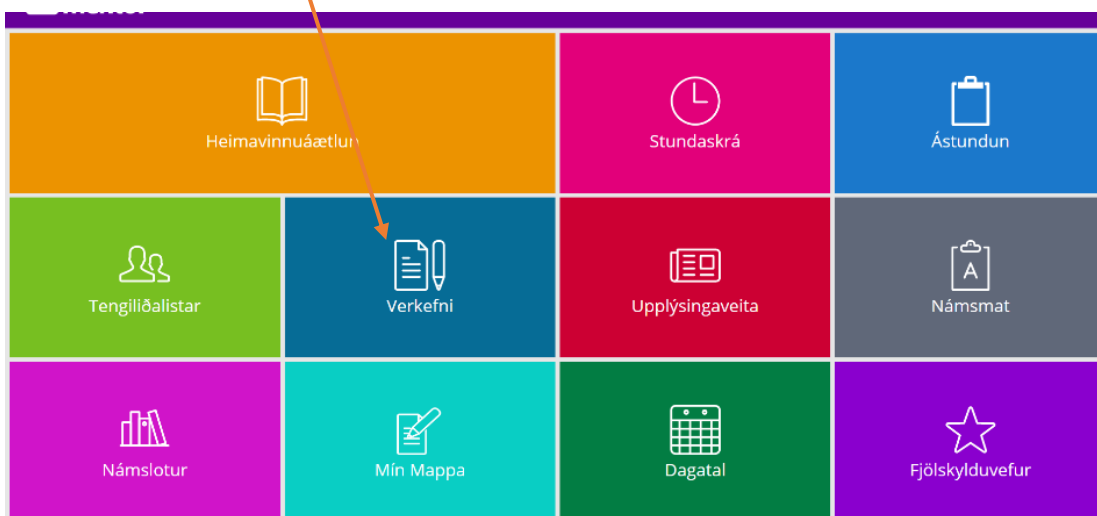 Heimavinnuáætlun
Stundaskrá
Ástundun
Tengiliðalistar
Verkefni
Upplýsingaveita
A
Námsmat
Námslotur
Mín Mappa
Dagatal
Fjölskylduvefur